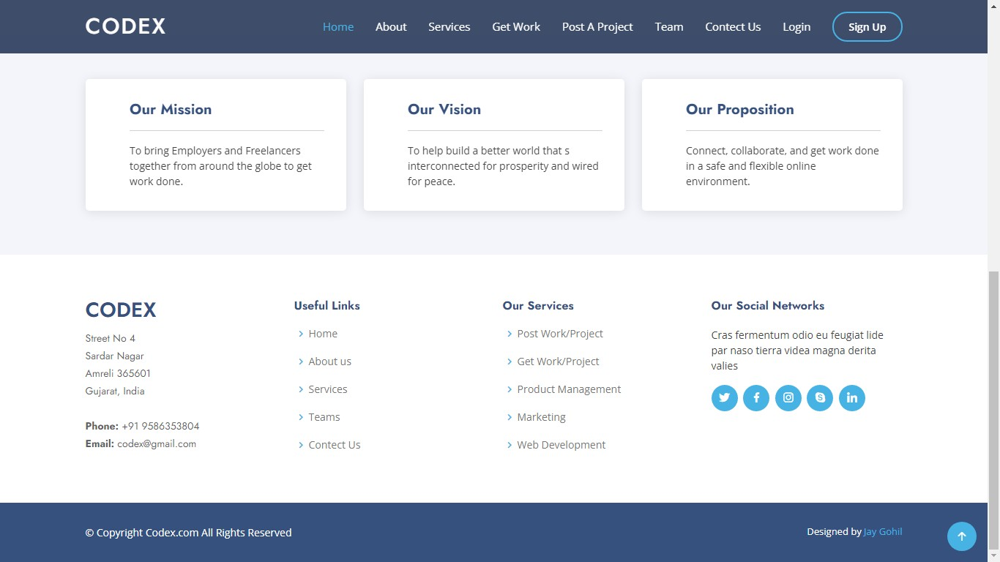 CODEX
Home About Services Get Work Post A Project Team Contect Us Login Sign Up
Our Mission
To bring Employers and Freelancers
together from around the globe to get
work done.
Our Vision
To help build a better world that s
interconnected for prosperity and wired
for peace.
Our Proposition
Connect, collaborate, and get work done
in a safe and flexible online
environment.
CODEX
Street No 4
Sardar Nagar
Amreli 365601
Gujarat, India
Phone: +91 9586353804
Email: codex@gmail.com
Useful Links
Home
About us
Services
Teams
Contect Us
Our Services
Post Work/Project
Get Work/Project
Product Management
Marketing
Web Development
Our Social Networks
Cras fermentum odio eu feugiat lide
par naso tierra videa magna derita
valies
© Copyright Codex.com All Rights Reserved
Designed by Jay Gohil